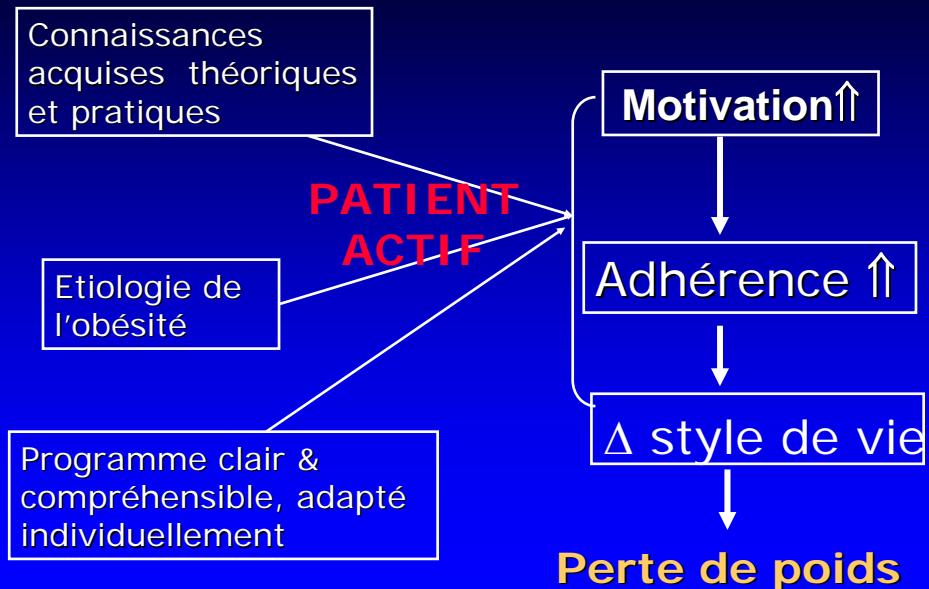 Connaissances
acquises théoriques
et pratiques
Motivation⇑
PATIENT
ACTIF
Etiologie de
l'obésité
Adhérence ⇑
Programme clair &
compréhensible, adapté
individuellement
Δ style de vie
Perte de poids